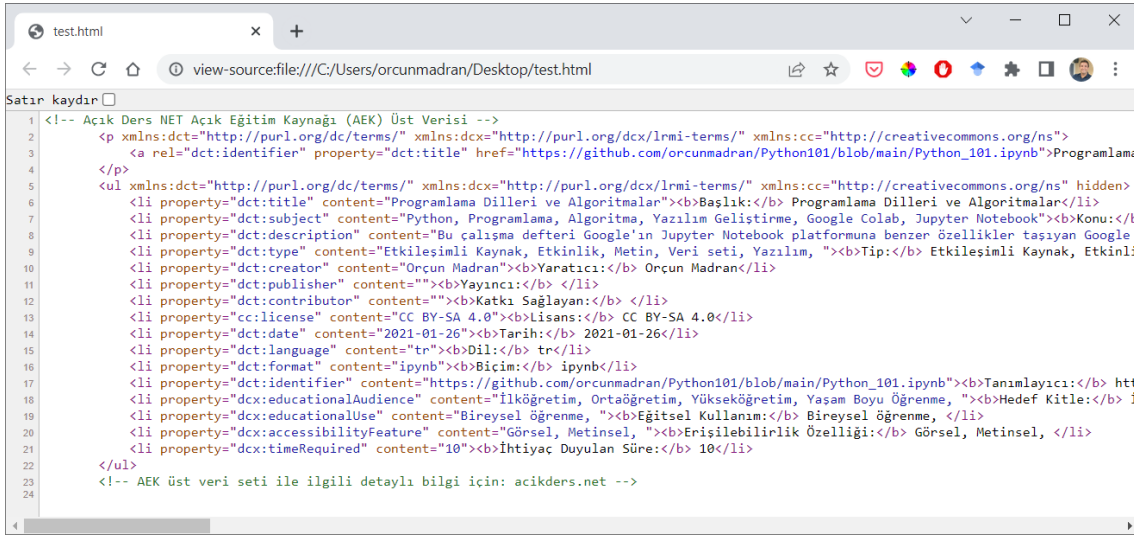 test.html
view-source:file:///C:/Users/orcunmadran/Desktop/test.html
Satır kaydır
1 <!-- Açık Ders NET Açık Eğitim Kaynağı (AEK) Üst Verisi -->
2 <p xmlns:dct="http://purl.org/dc/terms/" xmlns:dcx="http://purl.org/dcx/lrmi-terms/" xmlns:cc="http://creativecommons.org/ns">
3 <a rel="dct:identifier" property="dct:title" href="https://github.com/orcunmadran/Python101/blob/main/Python_101.ipynb">Programlama
4 </p>
5 <ul xmlns:dct="http://purl.org/dc/terms/" xmlns:dcx="http://purl.org/dcx/lrmi-terms/" xmlns:cc="http://creativecommons.org/ns" hidden>
6 <li property="dct:title" content="Programlama Dilleri ve Algoritmalar"><b>Başlık:</b> Programlama Dilleri ve Algoritmalar</li>
7 <li property="dct:subject" content="Python, Programlama, Algoritma, Yazılım Geliştirme, Google Colab, Jupyter Notebook"><b>Konu:</b>
8 <li property="dct:description" content="Bu çalışma defteri Google'ın Jupyter Notebook platformuna benzer özellikler taşıyan Google
9 <li property="dct:type" content="Etkileşimli Kaynak, Etkinlik, Metin, Veri seti, Yazılım, "><b>Tip:</b> Etkileşimli Kaynak, Etkinli
10 <li property="dct:creator" content="Orçun Madran"><b>Yaratıcı:</b> Orçun Madran</li>
11 <li property="dct:publisher" content=""><b>Yayıncı:</b> </li>
12 <li property="dct:contributor" content=""><b>Katkı Sağlayan:</b> </li>
13 <li property="cc:license" content="CC BY-SA 4.0"><b>Lisans:</b> CC BY-SA 4.0</li>
14 <li property="dct:date" content="2021-01-26"><b>Tarih:</b> 2021-01-26</li>
15 <li property="dct:language" content="tr"><b>Dil:</b> tr</li>
16 <li property="dct:format" content="ipynb"><b>Biçim:</b> ipynb</li>
17 <li property="dct:identifier" content="https://github.com/orcunmadran/Python101/blob/main/Python_101.ipynb"><b>Tanımlayıcı:</b> htt
18 <li property="dcx:educationalAudience" content="İlköğretim, Ortaöğretim, Yükseköğretim, Yaşam Boyu Öğrenme, "><b>Hedef Kitle:</b> İ
19 <li property="dcx:educationalUse" content="Bireysel öğrenme, "><b>Eğitsel Kullanım:</b> Bireysel öğrenme, </li>
20 <li property="dcx:accessibilityFeature" content="Görsel, Metinsel, "><b>Erişilebilirlik Özelliği:</b> Görsel, Metinsel, </li>
21 <li property="dcx:timeRequired" content="10"><b>İhtiyaç Duyulan Süre:</b> 10</li>
22 </ul>
23 <!-- AEK üst veri seti ile ilgili detaylı bilgi için: acikders.net -->
24